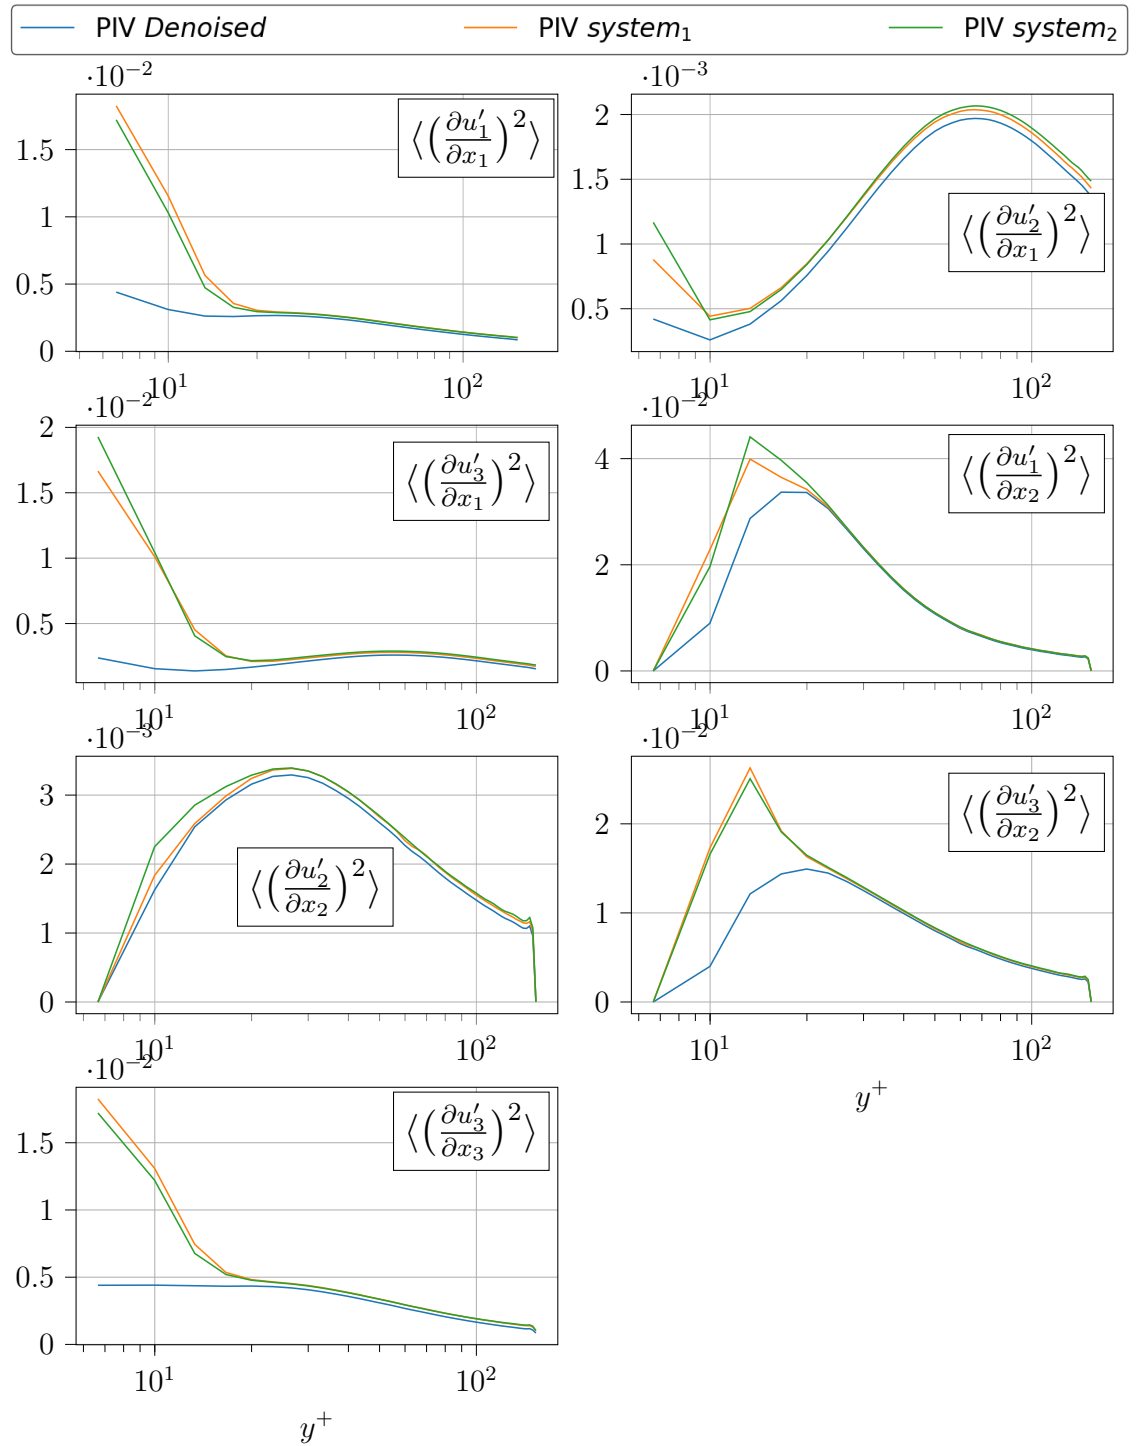 PIV Denoised PIV system₁ PIV system₂
·10⁻² ·10⁻³
1.5 1 0.5 0
⟨(∂u′₁/∂x₁)²⟩
10¹ 10²
2 1.5 1 0.5
⟨(∂u′₂/∂x₁)²⟩
10¹ 10²
·10⁻² ·10⁻²
2 1.5 1 0.5
⟨(∂u′₃/∂x₁)²⟩
10¹ 10²
4 2 0
⟨(∂u′₁/∂x₂)²⟩
10¹ 10²
·10⁻³ ·10⁻²
3 2 1 0
⟨(∂u′₂/∂x₂)²⟩
10¹ 10²
2 1 0
⟨(∂u′₃/∂x₂)²⟩
10¹ 10²
y⁺
·10⁻²
1.5 1 0.5 0
⟨(∂u′₃/∂x₃)²⟩
10¹ 10²
y⁺